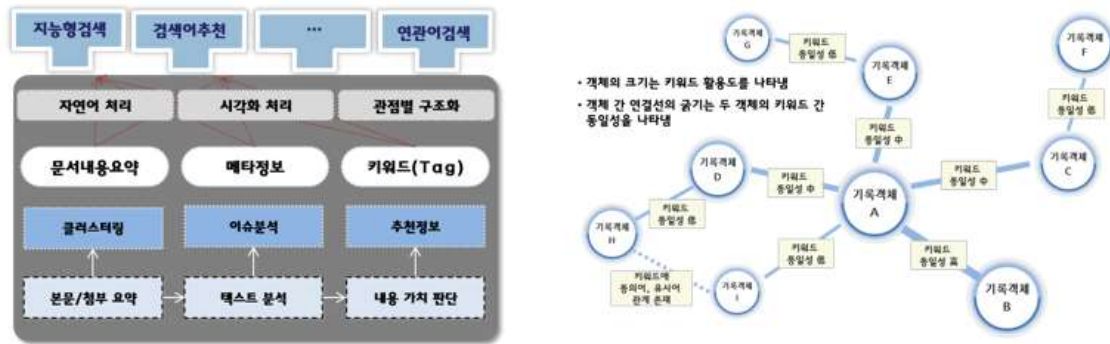 지능형검색
검색어추천
...
연관어검색
자연어 처리
시각화 처리
관점별 구조화
문서내용요약
메타정보
키워드(Tag)
클러스터링
이슈분석
추천정보
본문/첨부 요약
텍스트 분석
내용 가치 판단
• 객체의 크기는 키워드 활용도를 나타냄
• 객체 간 연결선의 굵기는 두 객체의 키워드 간
동일성을 나타냄
기록객체
G
키워드
동일성 低
기록객체
E
기록객체
F
키워드
동일성 低
키워드
동일성 中
기록객체
D
키워드
동일성 中
기록객체
A
키워드
동일성 中
기록객체
C
키워드
동일성 低
기록객체
H
키워드
동일성 低
키워드
동일성 高
키워드에
동의어, 유사어
관계 존재
기록객체
I
기록객체
B